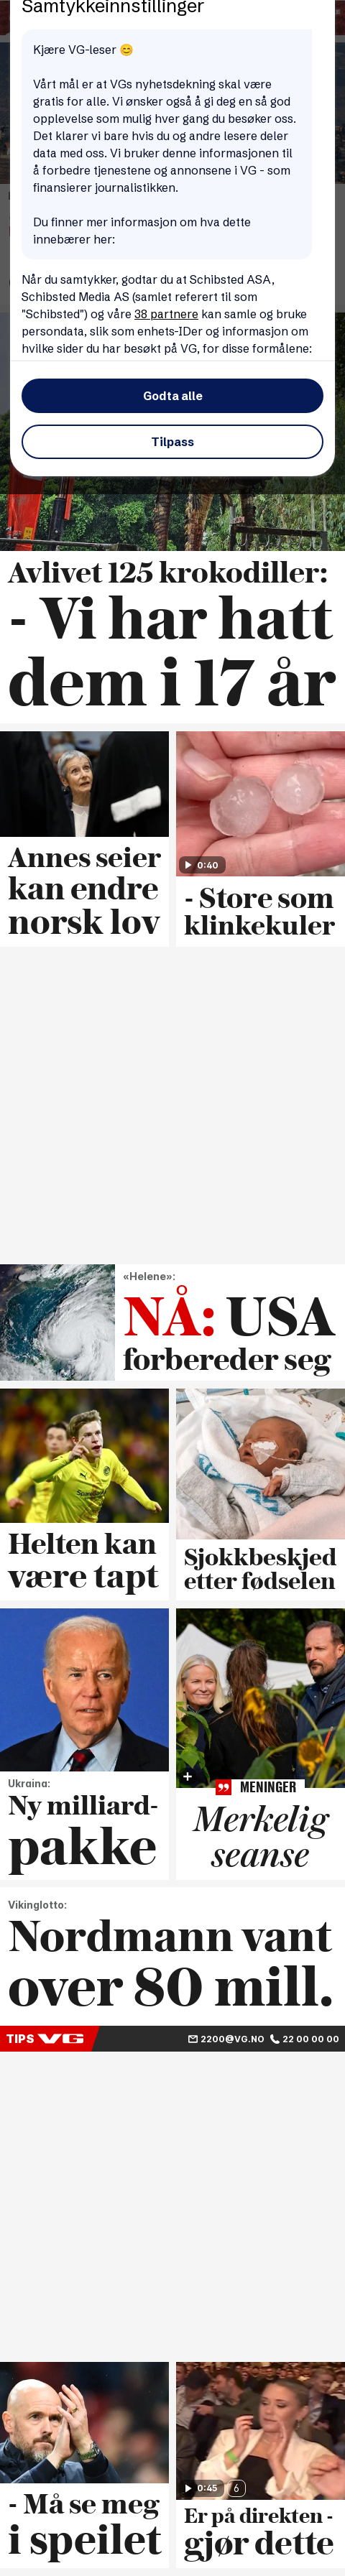 Samtykkeinnstillinger
Kjære VG-leser 😊
Vårt mål er at VGs nyhetsdekning skal være
gratis for alle. Vi ønsker også å gi deg en så god
opplevelse som mulig hver gang du besøker oss.
Det klarer vi bare hvis du og andre lesere deler
data med oss. Vi bruker denne informasjonen til
å forbedre tjenestene og annonsene i VG - som
finansierer journalistikken.
Du finner mer informasjon om hva dette
innebærer her:
Når du samtykker, godtar du at Schibsted ASA,
Schibsted Media AS (samlet referert til som
"Schibsted") og våre 38 partnere kan samle og bruke
persondata, slik som enhets-IDer og informasjon om
hvilke sider du har besøkt på VG, for disse formålene:
Godta alle
Tilpass
Avlivet 125 krokodiller:
- Vi har hatt
dem i 17 år
0:40
Annes seier
kan endre
norsk lov
- Store som
klinkekuler
«Helene»:
NÅ: USA
forbereder seg
Helten kan
være tapt
Sjokkbeskjed
etter fødselen
Ukraina:
Ny milliard-
pakke
MENINGER
Merkelig
seanse
Vikinglotto:
Nordmann vant
over 80 mill.
TIPS VG 2200@VG.NO 22 00 00 00
- Må se meg
i speilet
0:45 6
Er på direkten -
gjør dette